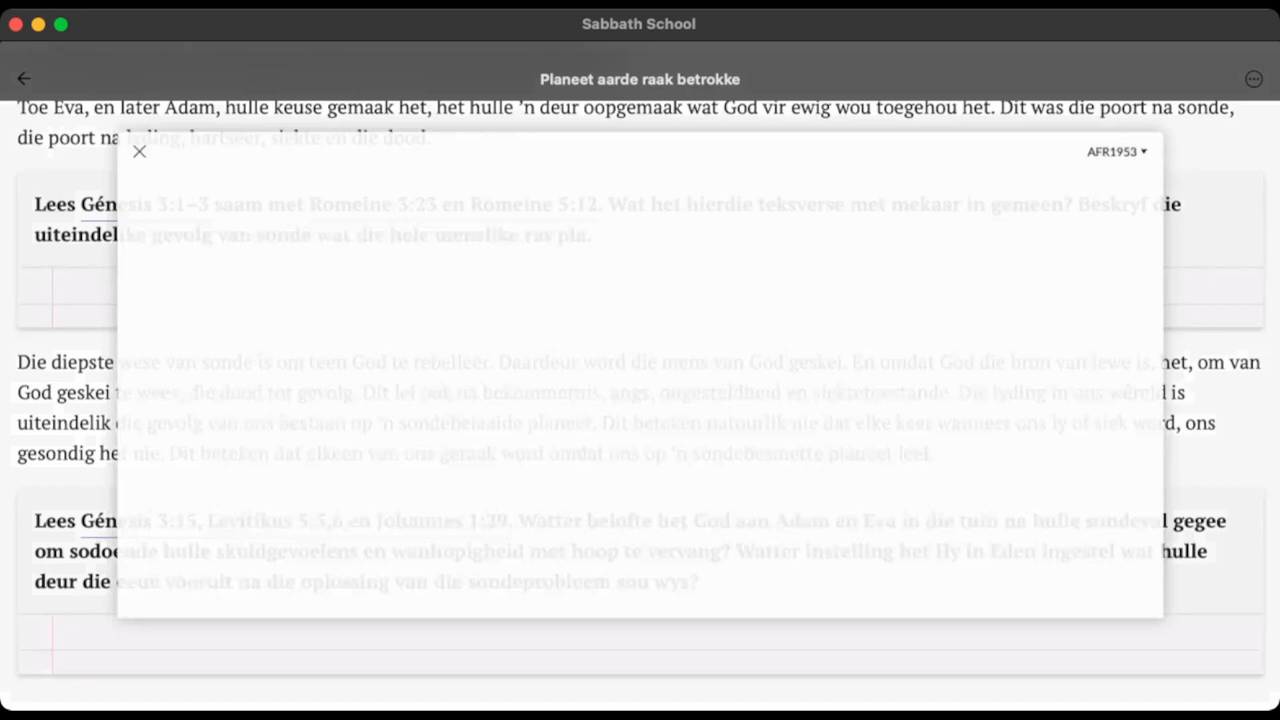 Sabbath School
Planeet aarde raak betrokke
Toe Eva, en later Adam, hulle keuse gemaak het, het hulle ’n deur oopgemaak wat God vir ewig wou toegehou het. Dit was die poort na sonde,
die poort na lyding, hartseer, siekte en die dood.
AFR1953
Lees Génesis 3:1–3 saam met Romeine 3:23 en Romeine 5:12. Wat het hierdie teksverse met mekaar in gemeen? Beskryf die
uiteindelike gevolg van sonde wat die hele menslike ras pla.
Die diepste wese van sonde is om teen God te rebelleer. Daardeur word die mens van God geskei. En omdat God die bron van lewe is, het, om van
God geskei te wees, die dood tot gevolg. Dit lei ook na bekommernis, angs, ongesteldheid en siektetoestande. Die lyding in ons wêreld is
uiteindelik die gevolg van ons bestaan op ’n sondebelaaide planeet. Dit beteken natuurlik nie dat elke keer wanneer ons ly of siek word, ons
gesondig het nie. Dit beteken dat elkeen van ons geraak word omdat ons op ’n sondebesmette planeet leef.
Lees Génesis 3:15, Levitikus 5:5,6 en Johannes 1:29. Watter belofte het God aan Adam en Eva in die tuin na hulle sondeval gegee
om sodoende hulle skuldgevoelens en wanhopigheid met hoop te vervang? Watter instelling het Hy in Eden ingestel wat hulle
deur die eeue vooruit na die oplossing van die sondeprobleem sou wys?